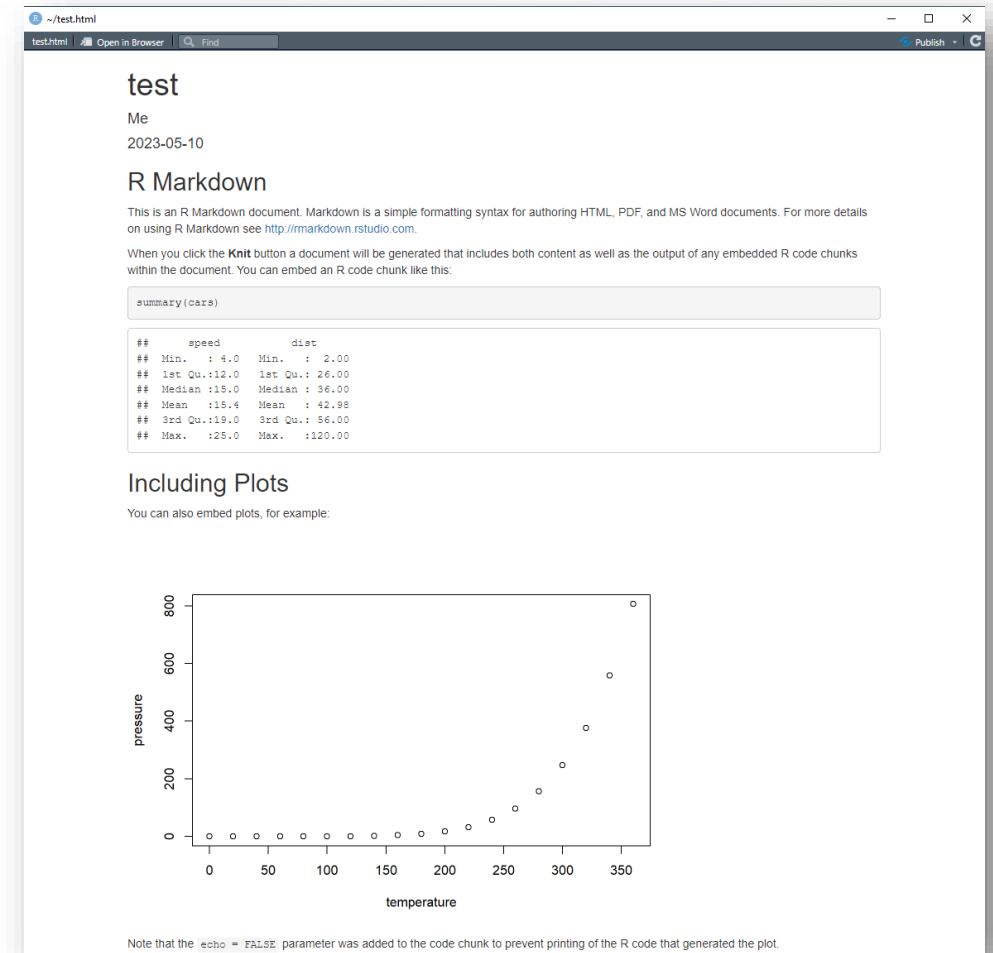 ~/test.html
test.html Open in Browser Find Publish
test
Me
2023-05-10
R Markdown
This is an R Markdown document. Markdown is a simple formatting syntax for authoring HTML, PDF, and MS Word documents. For more details
on using R Markdown see http://rmarkdown.rstudio.com.
When you click the Knit button a document will be generated that includes both content as well as the output of any embedded R code chunks
within the document. You can embed an R code chunk like this:
summary(cars)
##      speed           dist
##  Min.   : 4.0   Min.   :  2.00
##  1st Qu.:12.0   1st Qu.: 26.00
##  Median :15.0   Median : 36.00
##  Mean   :15.4   Mean   : 42.98
##  3rd Qu.:19.0   3rd Qu.: 56.00
##  Max.   :25.0   Max.   :120.00
Including Plots
You can also embed plots, for example:
800
600
400
200
0
pressure
0 50 100 150 200 250 300 350
temperature
Note that the echo = FALSE parameter was added to the code chunk to prevent printing of the R code that generated the plot.